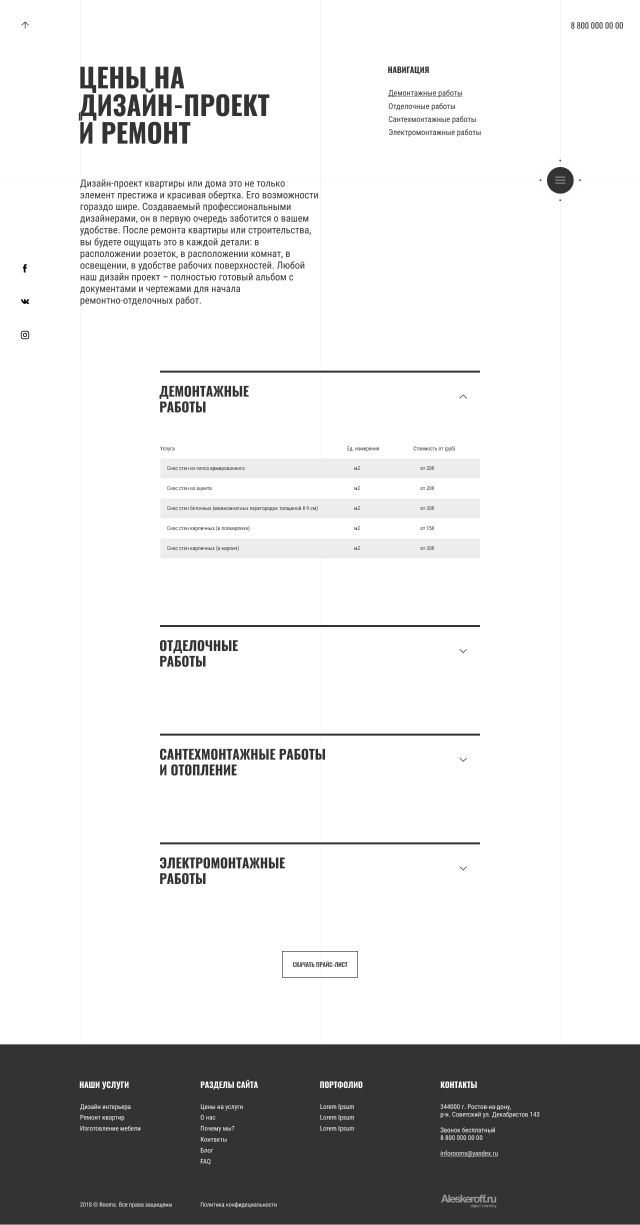 8 800 000 00 00
ЦЕНЫ НА
ДИЗАЙН-ПРОЕКТ
И РЕМОНТ
НАВИГАЦИЯ
Демонтажные работы
Отделочные работы
Сантехмонтажные работы
Электромонтажные работы
Дизайн-проект квартиры или дома это не только
элемент престижа и красивая обертка. Его возможности
гораздо шире. Создаваемый профессиональными
дизайнерами, он в первую очередь заботится о вашем
удобстве. После ремонта квартиры или строительства,
вы будете ощущать это в каждой детали: в
расположении розеток, в расположении комнат, в
освещении, в удобстве рабочих поверхностей. Любой
наш дизайн проект – полностью готовый альбом с
документами и чертежами для начала
ремонтно-отделочных работ.
ДЕМОНТАЖНЫЕ
РАБОТЫ
Услуга Ед. измерения Стоимость от (руб)
Снос стен из гипса армированного м2 от 200
Снос стен из ацеита м2 от 200
Снос стен бетонных (межкомнатных перегородок толщиной 8-9 см) м2 от 300
Снос стен кирпичных (в полкирпича) м2 от 150
Снос стен кирпичных (в кирпич) м2 от 300
ОТДЕЛОЧНЫЕ
РАБОТЫ
САНТЕХМОНТАЖНЫЕ РАБОТЫ
И ОТОПЛЕНИЕ
ЭЛЕКТРОМОНТАЖНЫЕ
РАБОТЫ
СКАЧАТЬ ПРАЙС-ЛИСТ
НАШИ УСЛУГИ
Дизайн интерьера
Ремонт квартир
Изготовление мебели
РАЗДЕЛЫ САЙТА
Цены на услуги
О нас
Почему мы?
Контакты
Блог
FAQ
ПОРТФОЛИО
Lorem Ipsum
Lorem Ipsum
Lorem Ipsum
КОНТАКТЫ
344000 г. Ростов-на-дону,
р-н. Советский ул. Декабристов 143
Звонок бесплатный
8 800 000 00 00
inforooms@yandex.ru
2018 © Rooms. Все права защищены
Политика конфидециальности
Aleskeroff.ru